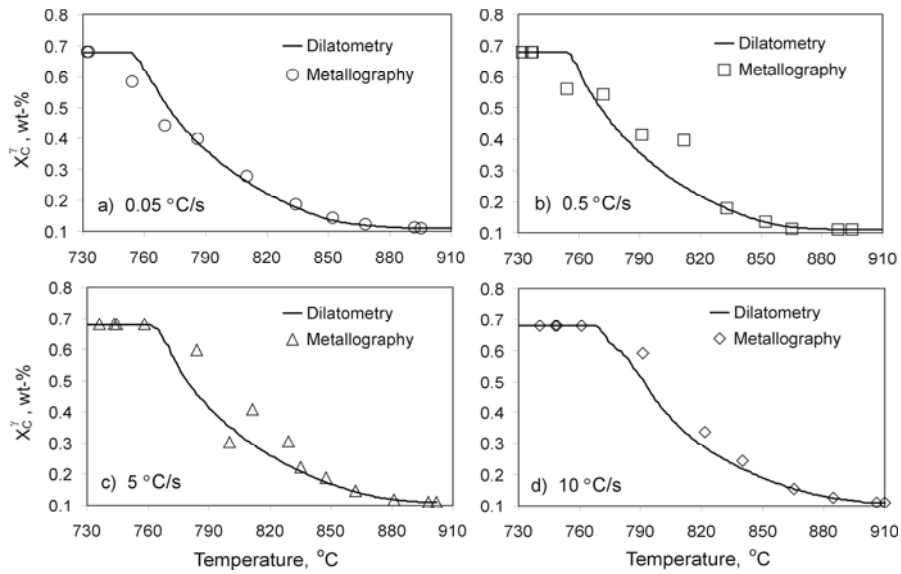 0.8
Dilatometry
Metallography
0.7
0.6
0.5
0.4
0.3
0.2
0.1
X_C^γ , wt-%
a) 0.05 °C/s
730 760 790 820 850 880 910
0.8
Dilatometry
Metallography
0.7
0.6
0.5
0.4
0.3
0.2
0.1
b) 0.5 °C/s
730 760 790 820 850 880 910
0.8
Dilatometry
Metallography
0.7
0.6
0.5
0.4
0.3
0.2
0.1
X_C^γ , wt-%
c) 5 °C/s
730 760 790 820 850 880 910
Temperature, °C
0.8
Dilatometry
Metallography
0.7
0.6
0.5
0.4
0.3
0.2
0.1
d) 10 °C/s
730 760 790 820 850 880 910
Temperature, °C